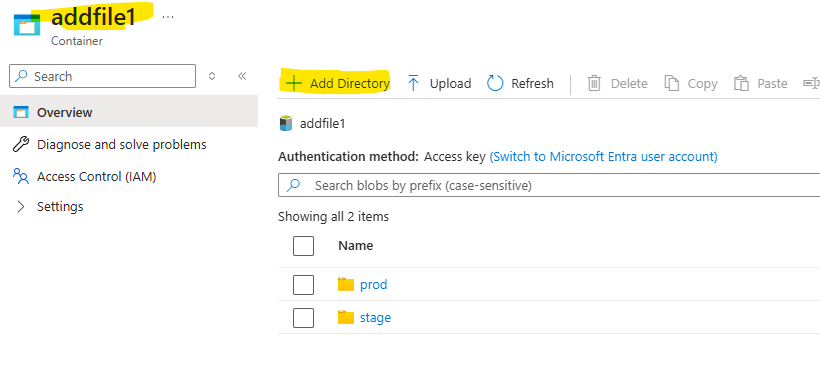 addfile1 ...
Container
Search
Overview
Diagnose and solve problems
Access Control (IAM)
Settings
Add Directory Upload Refresh Delete Copy Paste
addfile1
Authentication method: Access key (Switch to Microsoft Entra user account)
Search blobs by prefix (case-sensitive)
Showing all 2 items
Name
prod
stage